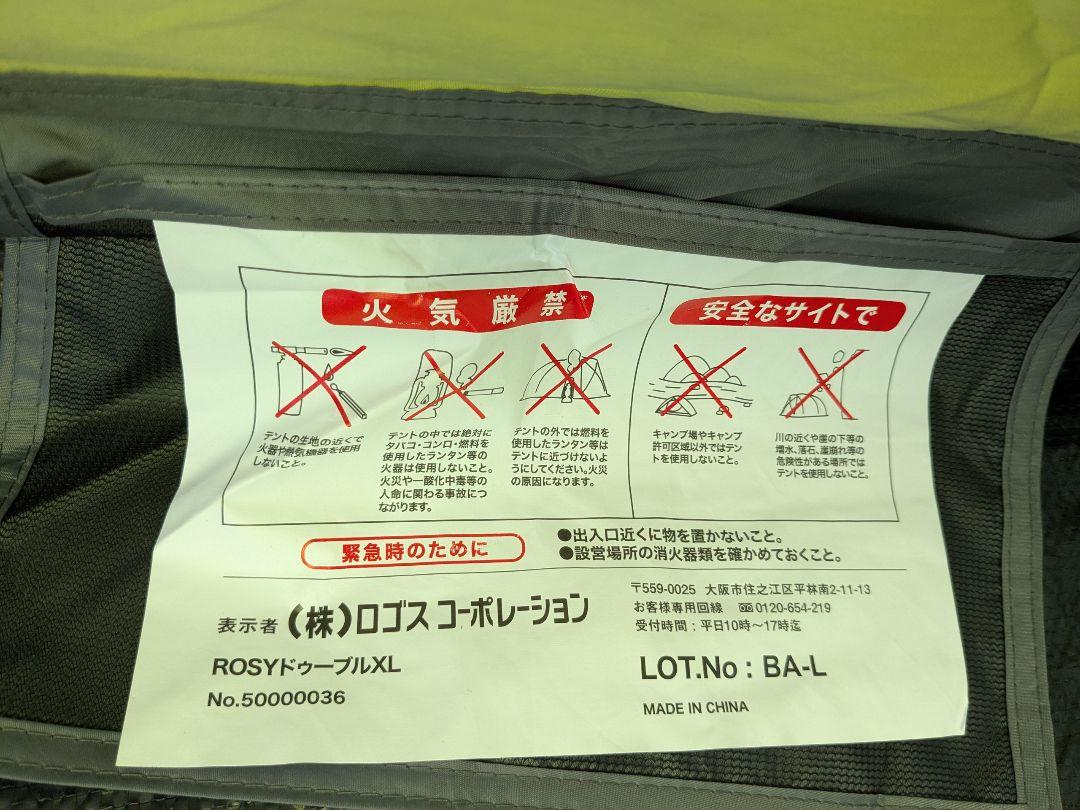 火気厳禁
安全なサイトで
テントの生地の近くで
火器や燃気機器を使用
しないこと。
テントの中では絶対に
タバコ・コンロ・燃料を
使用したランタン等の
火器は使用しないこと。
火災や一酸化中毒等の
人命に関わる事故につ
ながります。
テントの外では燃料を
使用したランタン等は
テントに近づけないよ
うにしてください。火災
の原因になります。
キャンプ場やキャンプ
許可区域以外ではテン
トを使用しないこと。
川の近くや崖の下等の
増水、落石、崖崩れ等の
危険性がある場所では
テントを使用しないこと。
緊急時のために
●出入口近くに物を置かないこと。
●設営場所の消火器類を確かめておくこと。
表示者 (株)ロゴス コーポレーション
〒559-0025 大阪市住之江区平林南2-11-13
お客様専用回線 0120-654-219
受付時間：平日10時～17時迄
ROSYドゥーブルXL
No.50000036
LOT.No : BA-L
MADE IN CHINA